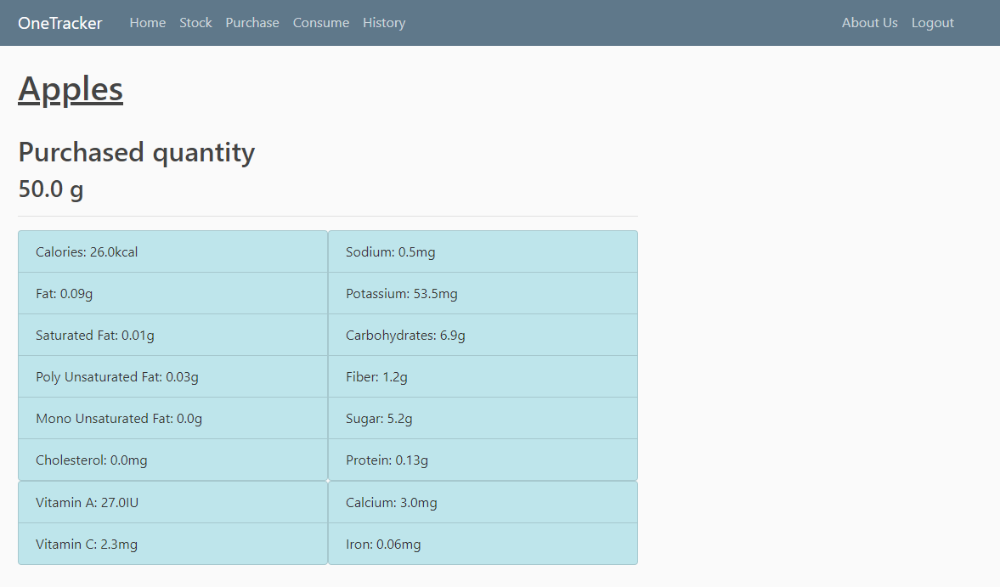 OneTracker Home Stock Purchase Consume History About Us Logout
Apples
Purchased quantity
50.0 g
Calories: 26.0kcal
Fat: 0.09g
Saturated Fat: 0.01g
Poly Unsaturated Fat: 0.03g
Mono Unsaturated Fat: 0.0g
Cholesterol: 0.0mg
Sodium: 0.5mg
Potassium: 53.5mg
Carbohydrates: 6.9g
Fiber: 1.2g
Sugar: 5.2g
Protein: 0.13g
Vitamin A: 27.0IU
Vitamin C: 2.3mg
Calcium: 3.0mg
Iron: 0.06mg